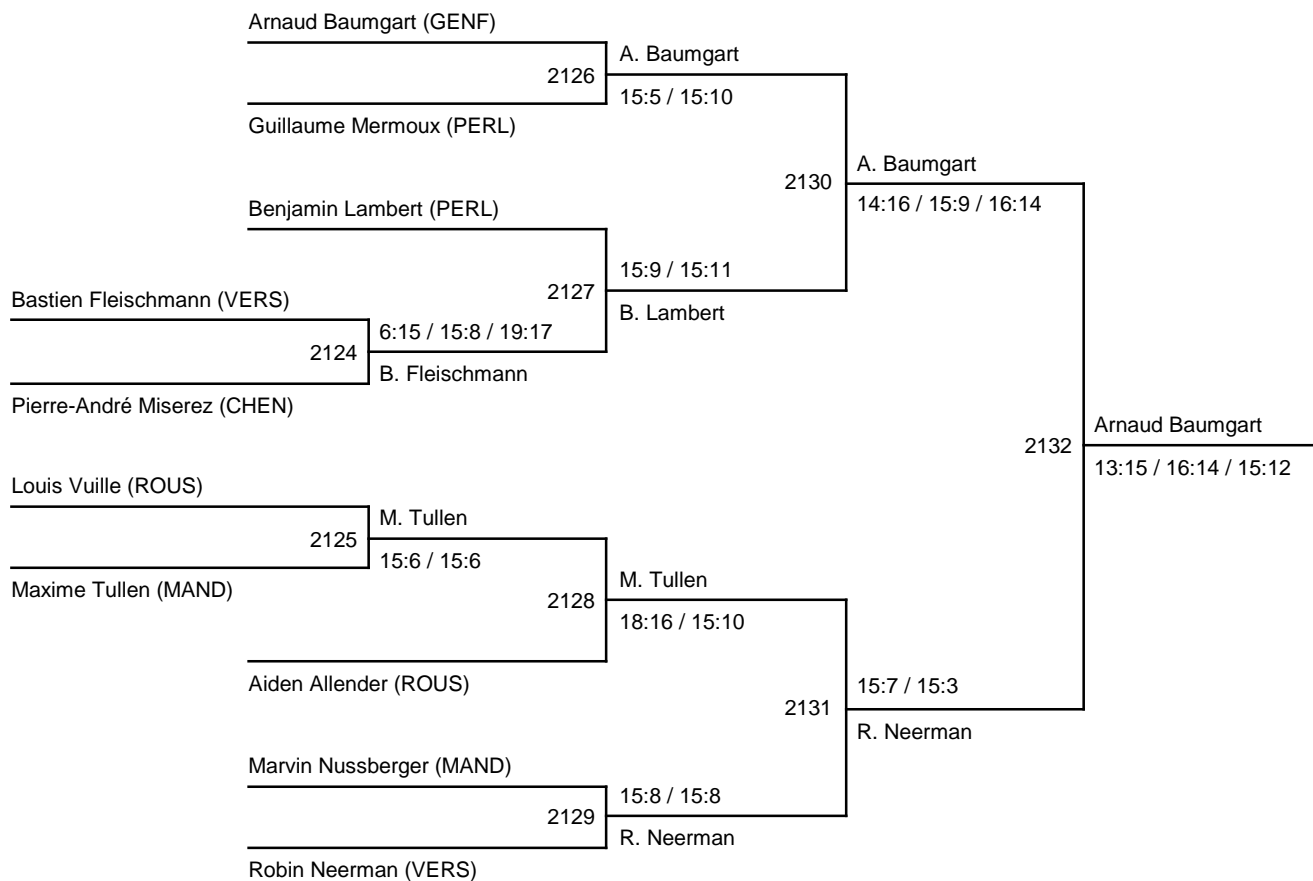 Arnaud Baumgart (GENF)
A. Baumgart
2126
15:5 / 15:10
Guillaume Mermoux (PERL)
A. Baumgart
2130
14:16 / 15:9 / 16:14
Benjamin Lambert (PERL)
15:9 / 15:11
2127
B. Lambert
Bastien Fleischmann (VERS)
6:15 / 15:8 / 19:17
2124
B. Fleischmann
Pierre-André Miserez (CHEN)
Arnaud Baumgart
2132
13:15 / 16:14 / 15:12
Louis Vuille (ROUS)
M. Tullen
2125
15:6 / 15:6
Maxime Tullen (MAND)
M. Tullen
2128
18:16 / 15:10
Aiden Allender (ROUS)
15:7 / 15:3
2131
R. Neerman
Marvin Nussberger (MAND)
15:8 / 15:8
2129
R. Neerman
Robin Neerman (VERS)